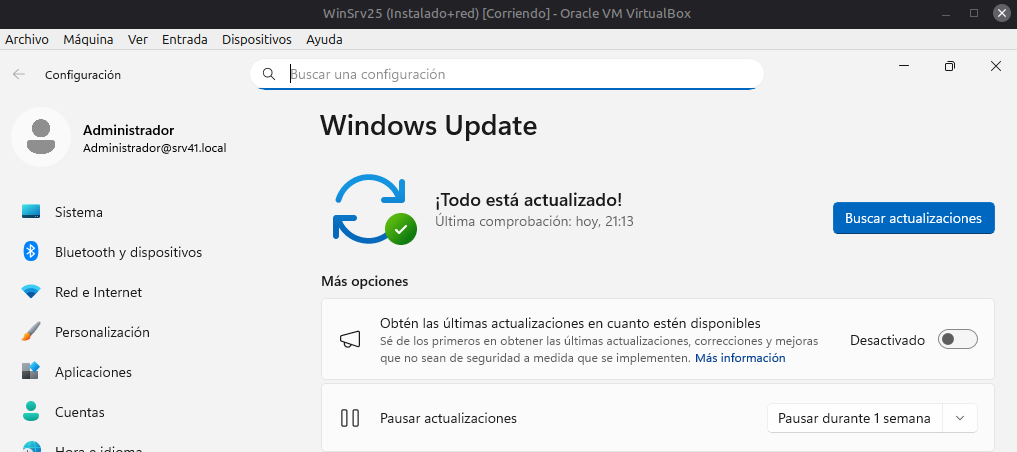 WinSrv25 (Instalado+red) [Corriendo] - Oracle VM VirtualBox
Archivo Máquina Ver Entrada Dispositivos Ayuda
Configuración
Buscar una configuración
Administrador
Administrador@srv41.local
Sistema
Bluetooth y dispositivos
Red e Internet
Personalización
Aplicaciones
Cuentas
Hora e idioma
Windows Update
¡Todo está actualizado!
Última comprobación: hoy, 21:13
Buscar actualizaciones
Más opciones
Obtén las últimas actualizaciones en cuanto estén disponibles
Sé de los primeros en obtener las últimas actualizaciones, correcciones y mejoras
que no sean de seguridad a medida que se implementen. Más información
Desactivado
Pausar actualizaciones
Pausar durante 1 semana